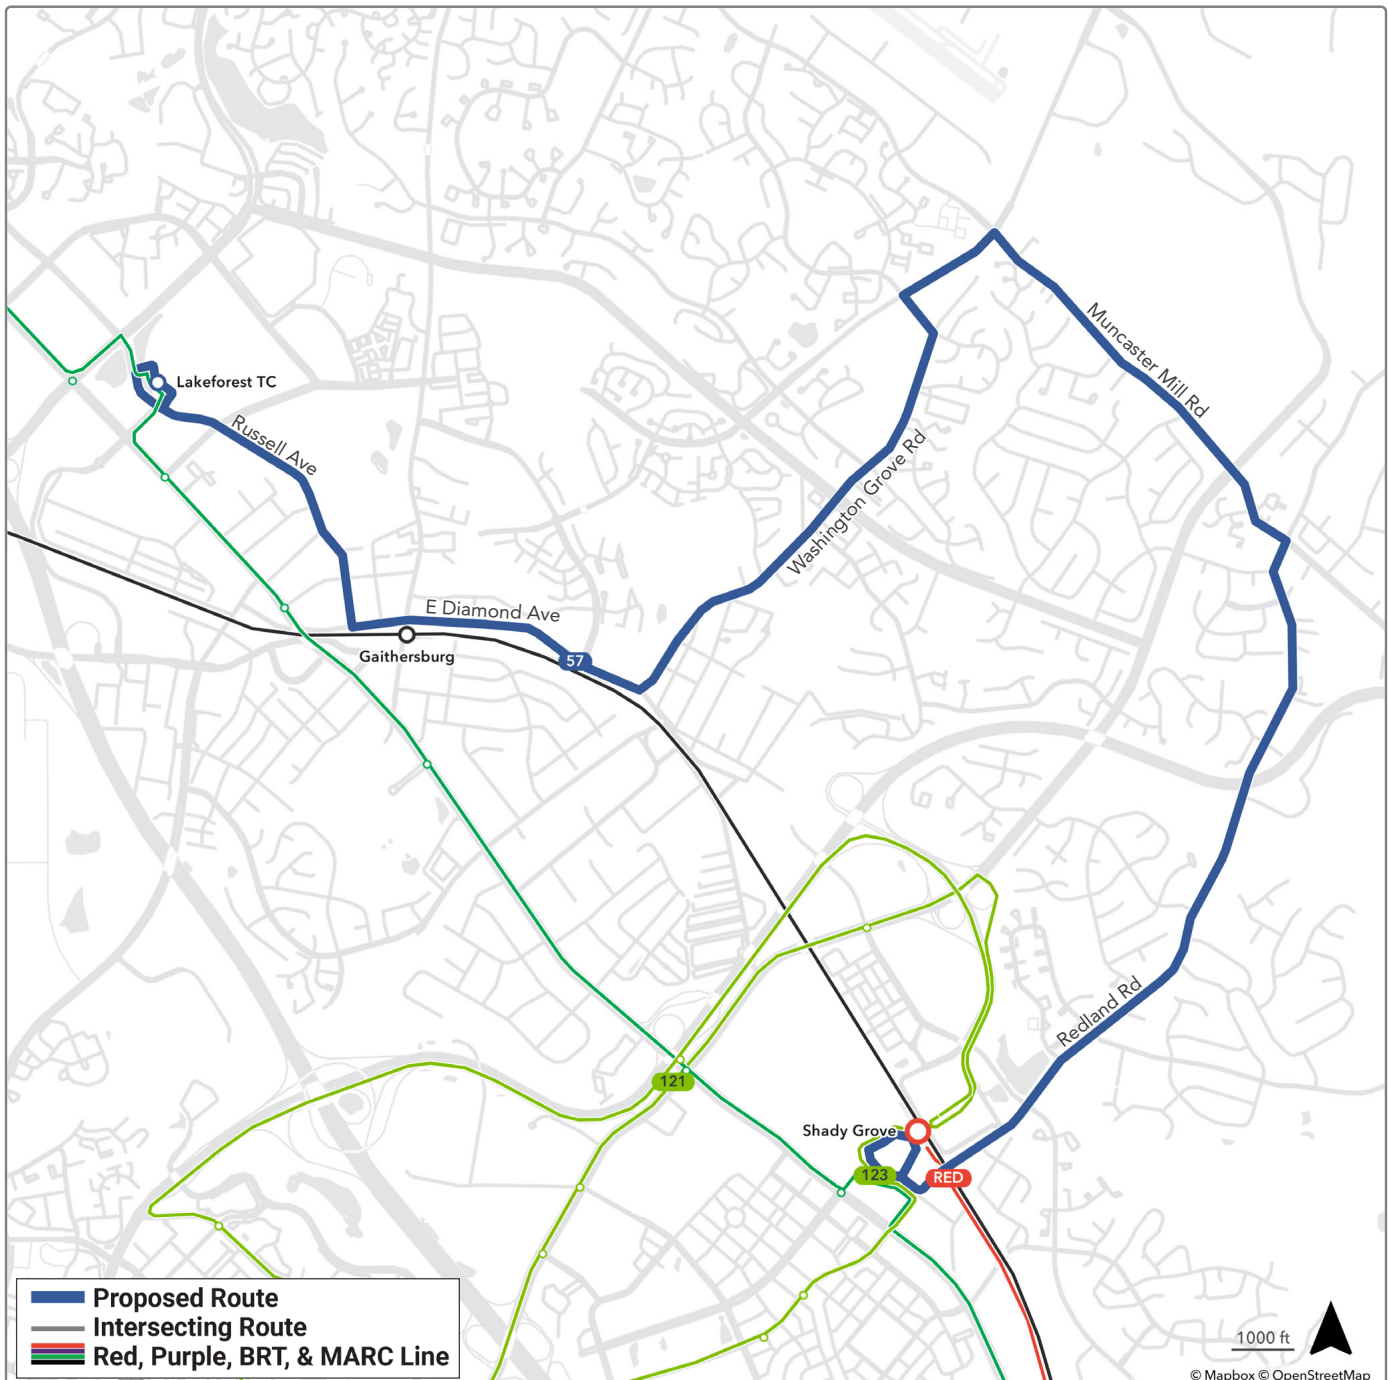 Muncaster Mill Rd
Lakeforest TC
Russell Ave
Washington Grove Rd
E Diamond Ave
Gaithersburg
57
Redland Rd
121
Shady Grove
123
RED
Proposed Route
Intersecting Route
Red, Purple, BRT, & MARC Line
1000 ft
© Mapbox © OpenStreetMap